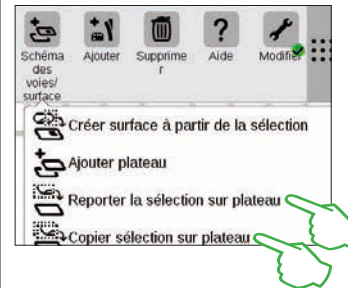 Schéma des voies/ surface
Ajouter
Supprimer
Aide
Modifier
Créer surface à partir de la sélection
Ajouter plateau
Reporter la sélection sur plateau
Copier sélection sur plateau